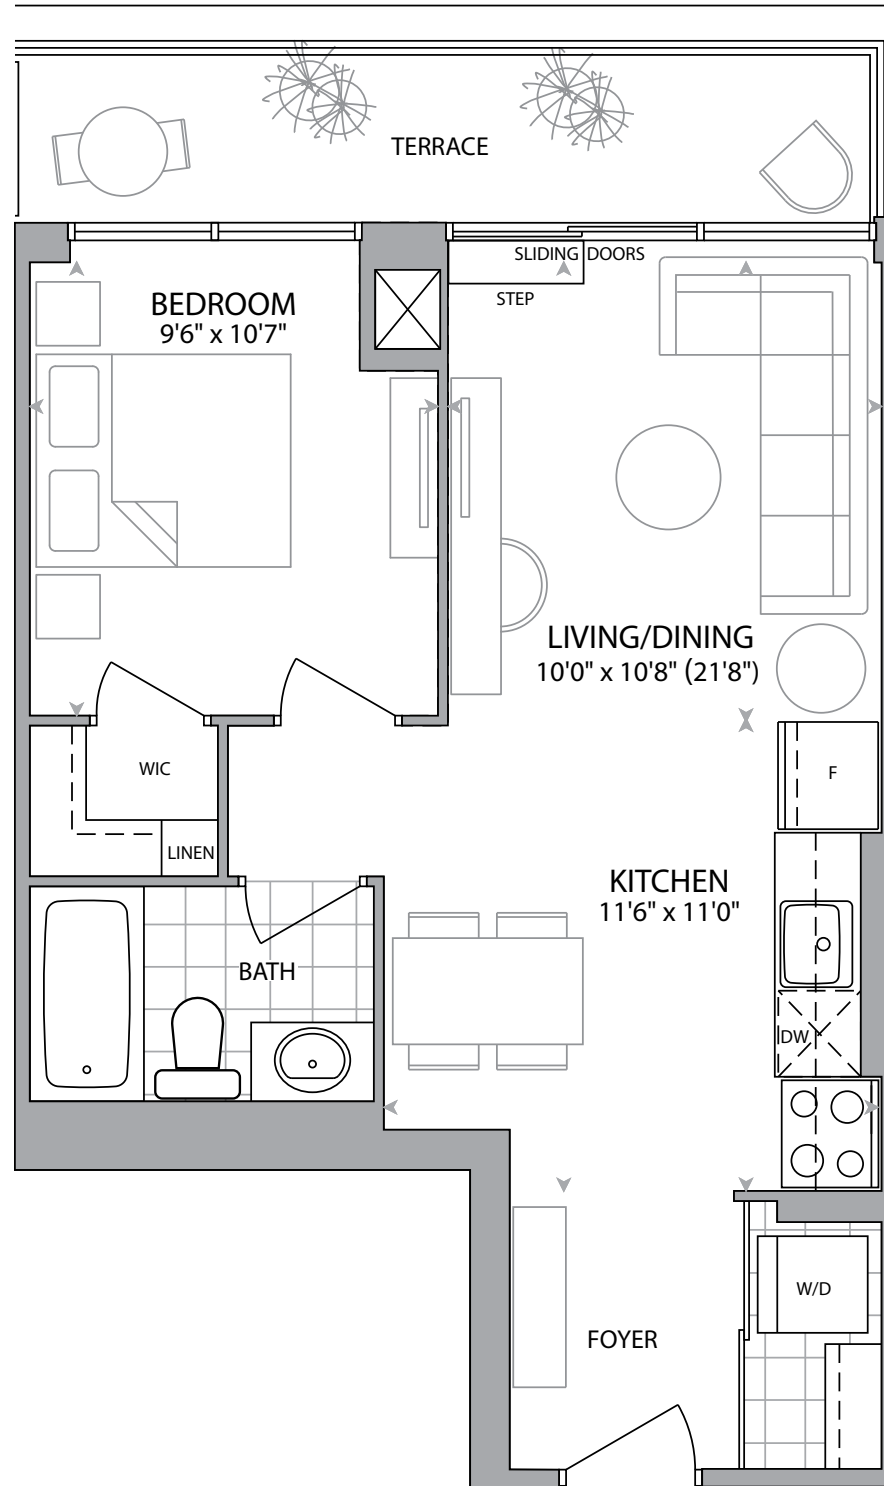 TERRACE
SLIDING DOORS
STEP
BEDROOM
9'6" x 10'7"
LIVING/DINING
10'0" x 10'8" (21'8")
WIC
F
LINEN
KITCHEN
11'6" x 11'0"
BATH
DW
W/D
FOYER